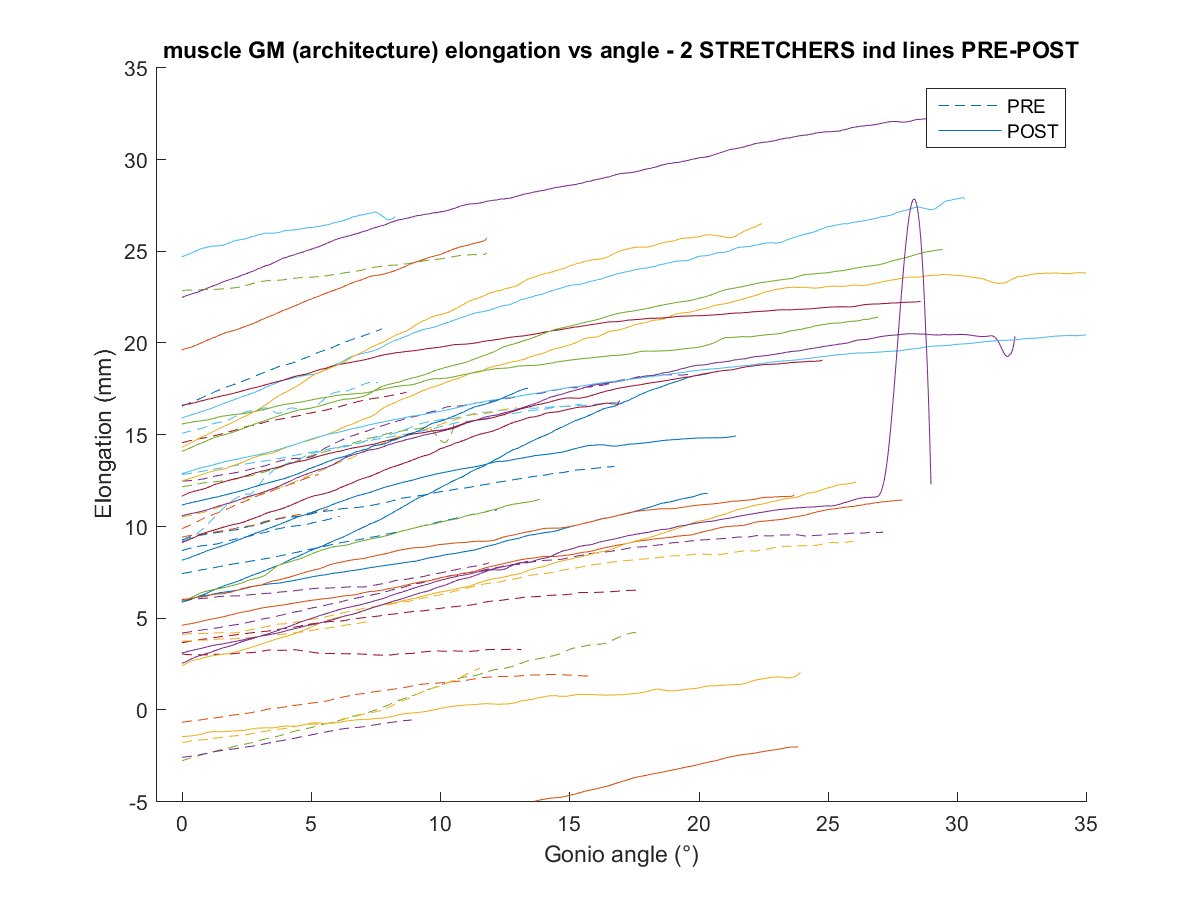 muscle GM (architecture) elongation vs angle - 2 STRETCHERS ind lines PRE-POST
35
30
25
20
15
10
5
0
-5
Elongation (mm)
PRE
POST
0 5 10 15 20 25 30 35
Gonio angle (°)